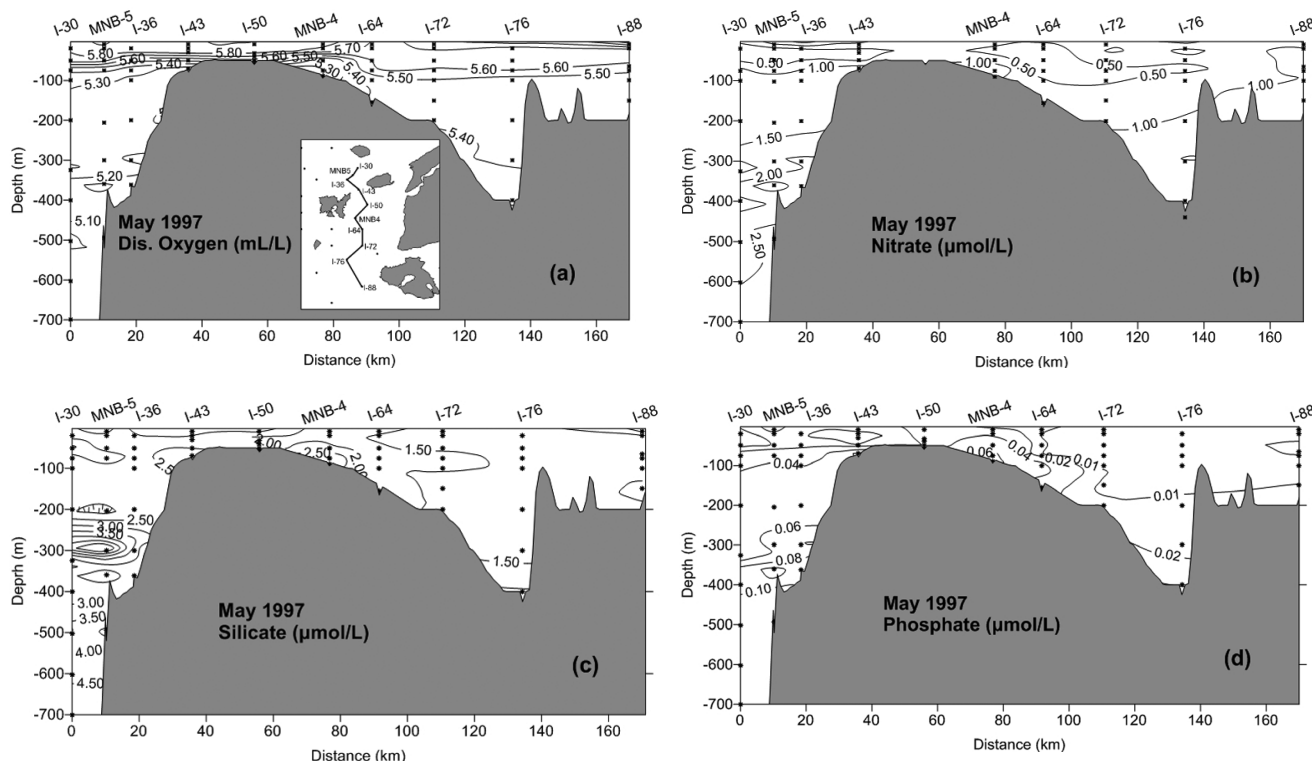 I-30 MNB-5 I-36 I-43 I-50 MNB-4 I-64 I-72 I-76 I-88
(a)
5.80 5.80 5.70
5.60 5.60 5.50
5.40 5.30 5.40 5.60
5.30 5.50 5.50
5.40
5.20
5.10
-100
-200
-300
-400
-500
-600
-700
Depth (m)
May 1997
Dis. Oxygen (mL/L)
I-30
MNB5
I-36
I-43
I-50
MNB4
I-64
I-72
I-76
I-88
0 20 40 60 80 100 120 140 160
Distance (km)
I-30 MNB-5 I-36 I-43 MNB-4 I-64 I-72 I-76 I-88
0.50 1.00 1.00 0.50 0.50 0.50
1.00
1.00
1.50
2.00
2.50
-100
-200
-300
-400
-500
-600
-700
Depth (m)
May 1997
Nitrate (µmol/L)
(b)
0 20 40 60 80 100 120 140 160
Distance (km)
I-30 MNB-5 I-36 I-43 I-50 MNB-4 I-64 I-72 I-76 I-88
2.00 1.50
2.50 2.00
2.50
3.00
3.50
1.50
3.00
3.50
4.00
4.50
-100
-200
-300
-400
-500
-600
-700
Deprh (m)
May 1997
Silicate (µmol/L)
(c)
0 20 40 60 80 100 120 140 160
Distance (km)
I-30 MNB-5 I-36 I-43 I-50 MNB-4 I-64 I-72 I-76 I-88
0.04 0.06 0.04 0.02 0.01
0.01
0.06
0.08
0.10
0.02
-100
-200
-300
-400
-500
-600
-700
Depth (m)
May 1997
Phosphate (µmol/L)
(d)
0 20 40 60 80 100 120 140 160
Distance (km)